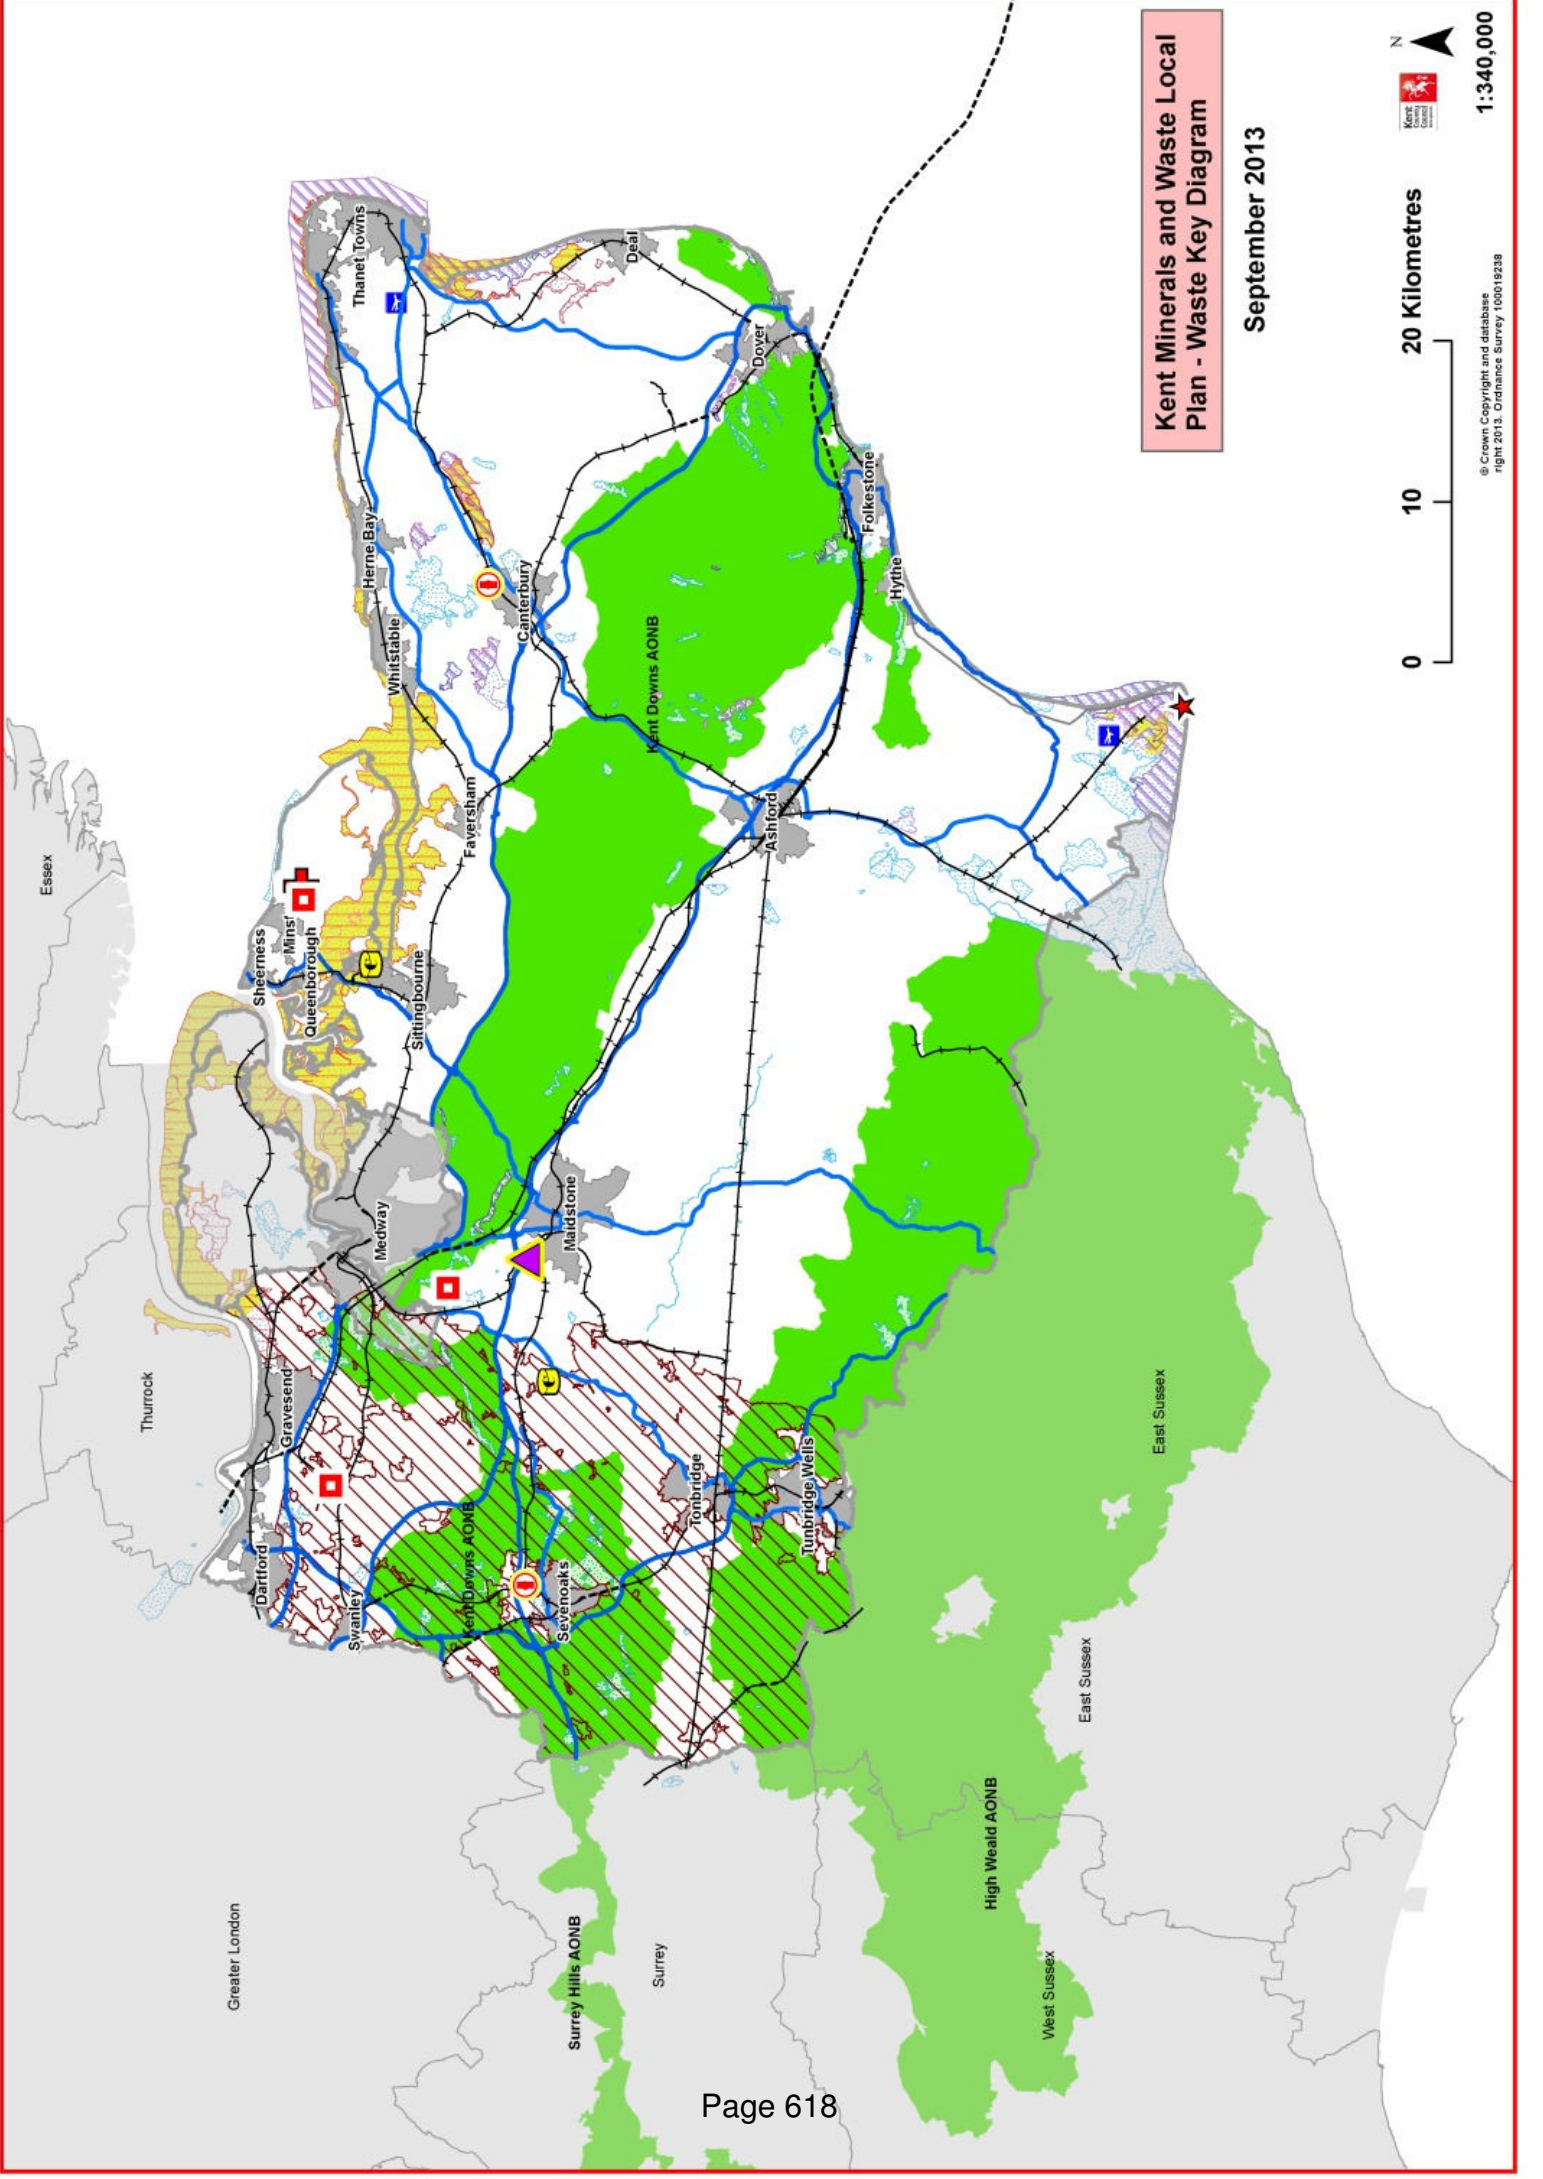 Essex
Thurrock
Greater London
Surrey Hills AONB
Surrey
High Weald AONB
West Sussex
East Sussex
East Sussex
Sheerness
Minst
Queenborough
Sittingbourne
Faversham
Whitstable
Herne Bay
Thanet Towns
Deal
Dover
Folkestone
Hythe
Canterbury
Kent Downs AONB
Ashford
Medway
Maidstone
Gravesend
Dartford
Swanley
Kent Downs AONB
Sevenoaks
Tonbridge
Tunbridge Wells
Kent Minerals and Waste Local
Plan - Waste Key Diagram
September 2013
0 10 20 Kilometres
© Crown Copyright and database
right 2013. Ordnance Survey 100019238
Kent
County
Council
N
1:340,000
Page 618